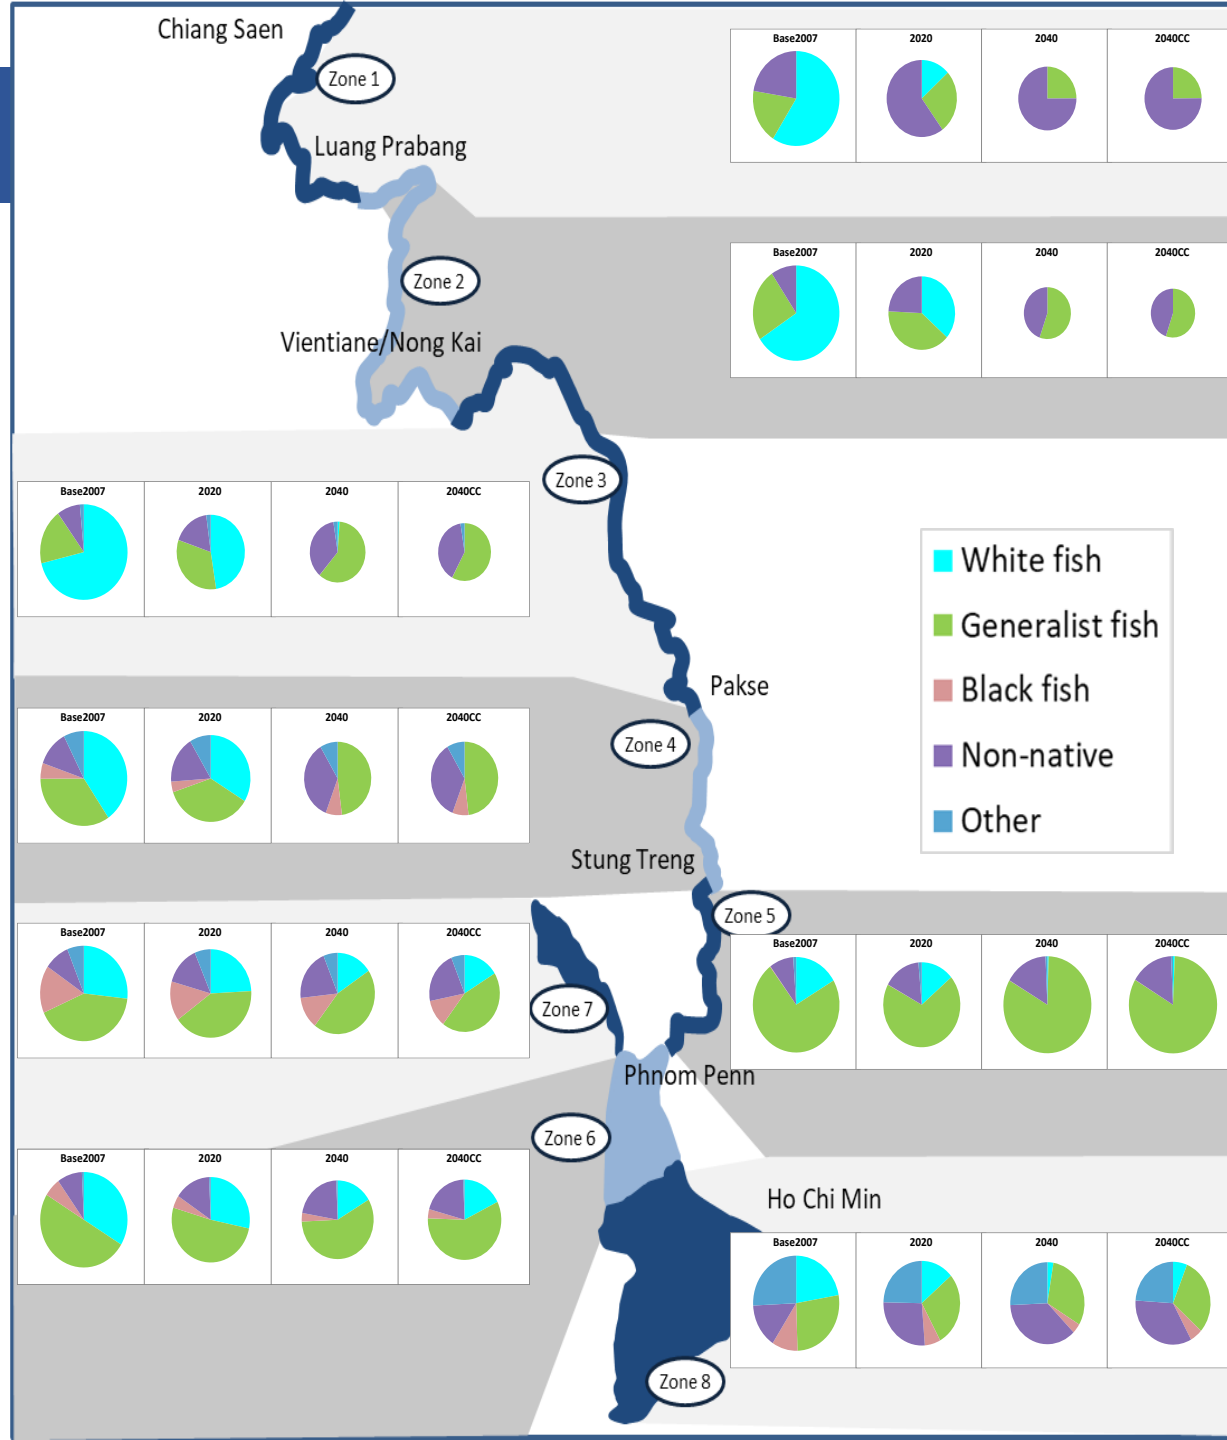 Chiang Saen
Zone 1
Base2007 2020 2040 2040CC
Luang Prabang
Zone 2
Base2007 2020 2040 2040CC
Vientiane/Nong Kai
Zone 3
Base2007 2020 2040 2040CC
White fish
Generalist fish
Black fish
Non-native
Other
Pakse
Zone 4
Base2007 2020 2040 2040CC
Stung Treng
Zone 5
Base2007 2020 2040 2040CC
Base2007 2020 2040 2040CC
Zone 7
Phnom Penn
Zone 6
Base2007 2020 2040 2040CC
Ho Chi Min
Base2007 2020 2040 2040CC
Zone 8